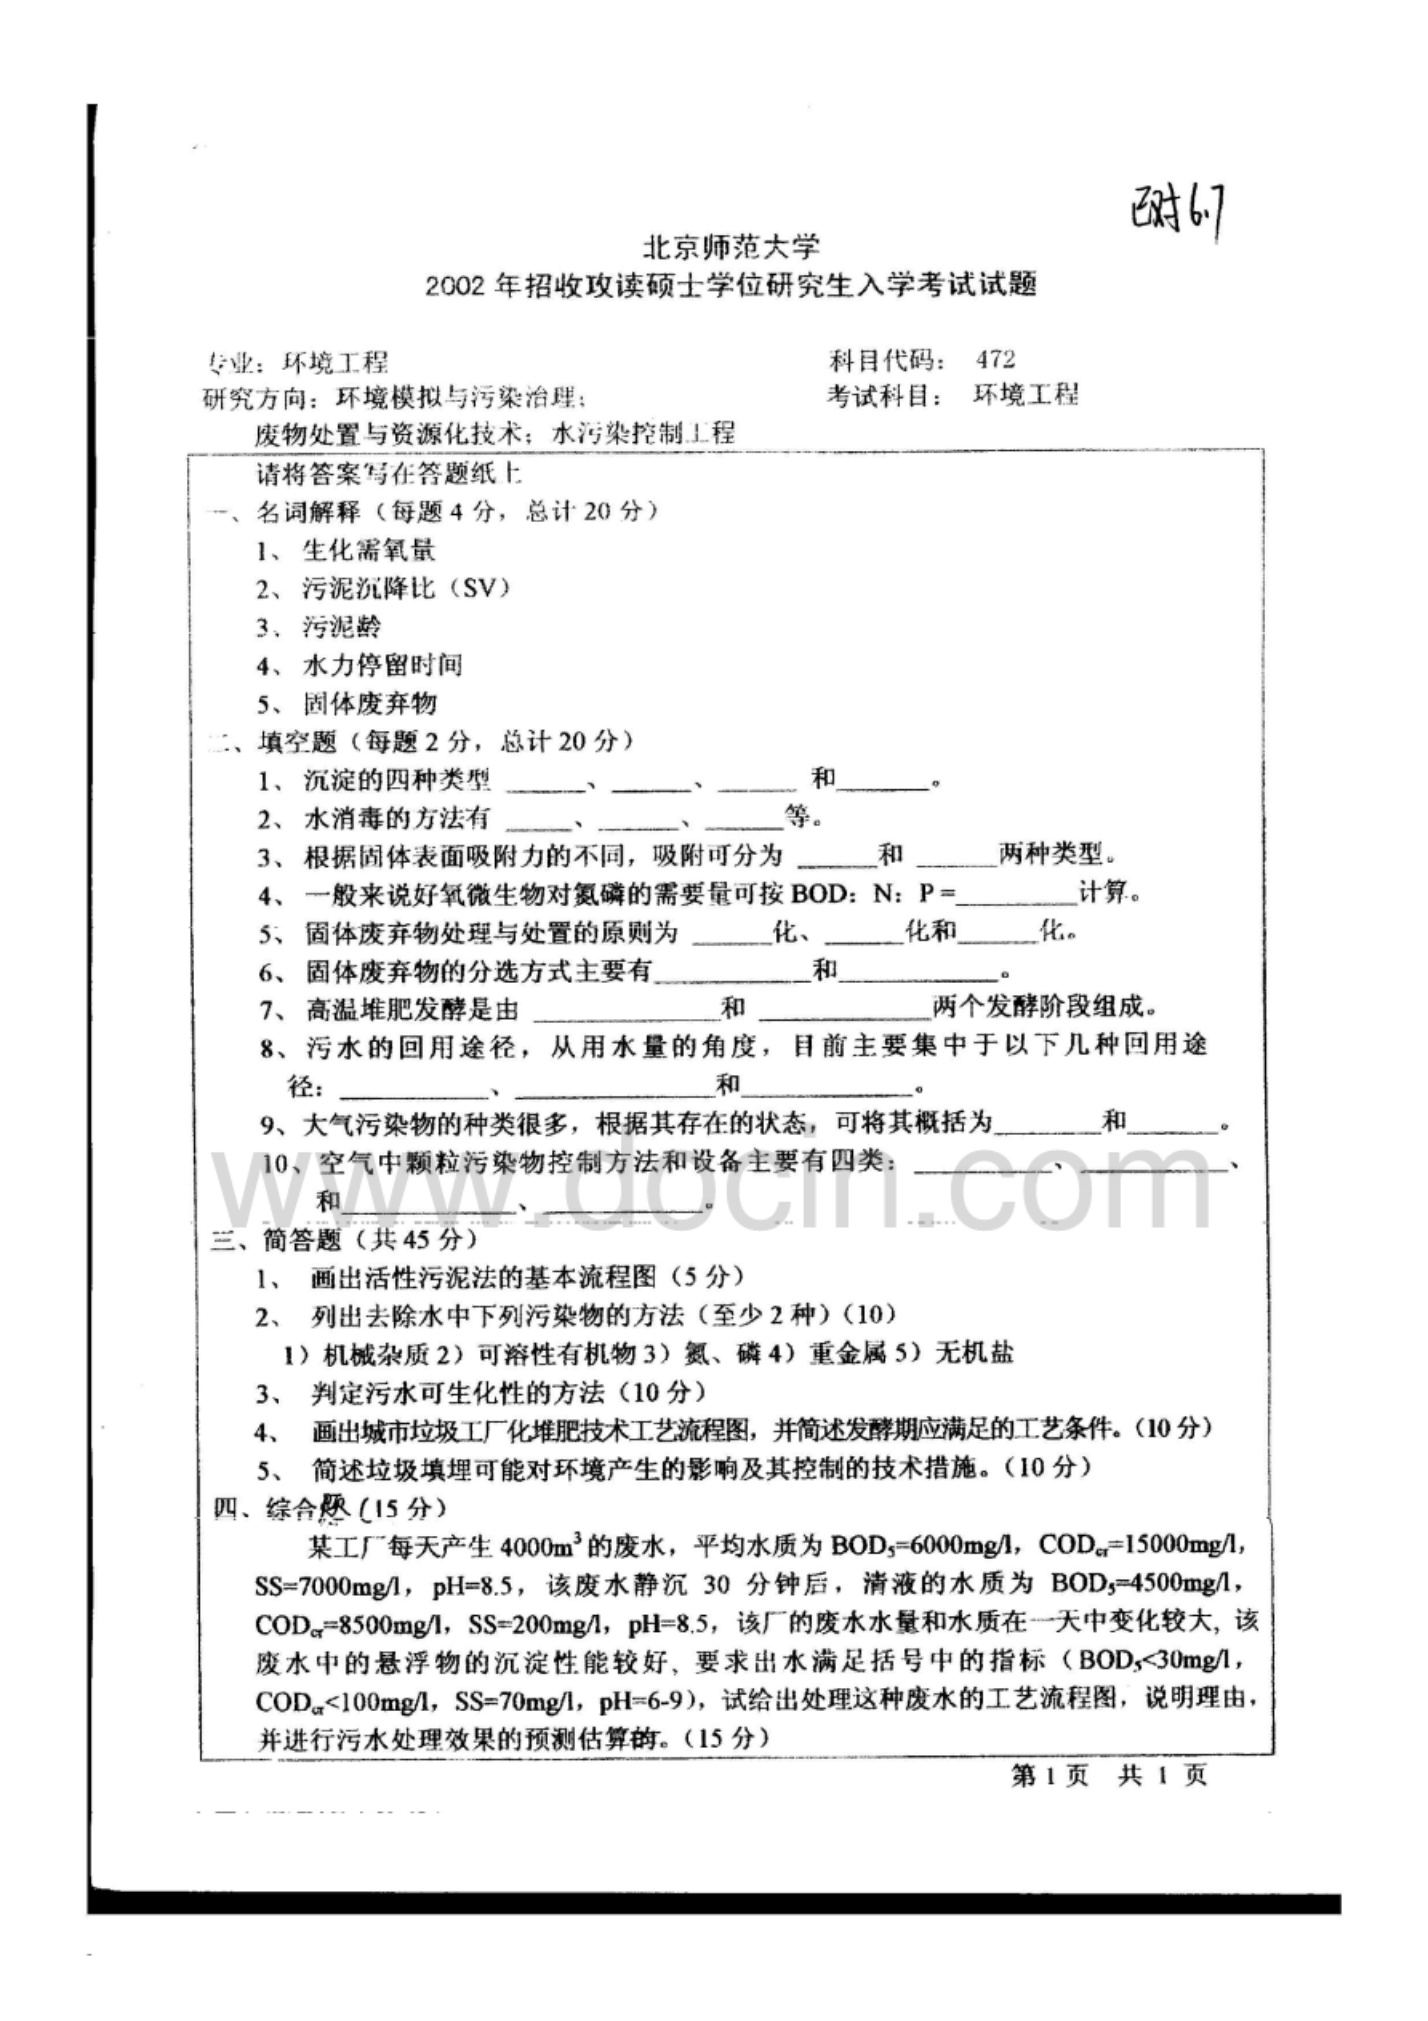 已对6.7
北京师范大学
2002 年招收攻读硕士学位研究生入学考试试题
专业：环境工程 科目代码： 472
研究方向：环境模拟与污染治理； 考试科目： 环境工程
废物处置与资源化技术；水污染控制工程
请将答案写在答题纸上
一、名词解释（每题 4 分，总计 20 分）
1、 生化需氧量
2、 污泥沉降比（SV）
3、 污泥龄
4、 水力停留时间
5、 固体废弃物
二、填空题（每题 2 分，总计 20 分）
1、 沉淀的四种类型 ______、______、______ 和_______。
2、 水消毒的方法有 _____、______、______等。
3、 根据固体表面吸附力的不同，吸附可分为 ______和 ______两种类型。
4、 一般来说好氧微生物对氮磷的需要量可按 BOD：N：P =_________计算。
5、 固体废弃物处理与处置的原则为 ______化、______化和______化。
6、 固体废弃物的分选方式主要有____________和____________。
7、 高温堆肥发酵是由 ______________和 _____________两个发酵阶段组成。
8、污水的回用途径，从用水量的角度，目前主要集中于以下几种回用途
径：___________、_______________和_____________。
9、大气污染物的种类很多，根据其存在的状态，可将其概括为________和_______。
10、空气中颗粒污染物控制方法和设备主要有四类：__________、___________、
和_____________、____________。
www.docin.com
三、简答题（共 45 分）
1、 画出活性污泥法的基本流程图（5 分）
2、 列出去除水中下列污染物的方法（至少 2 种）（10）
1）机械杂质 2）可溶性有机物 3）氮、磷 4）重金属 5）无机盐
3、 判定污水可生化性的方法（10 分）
4、 画出城市垃圾工厂化堆肥技术工艺流程图，并简述发酵期应满足的工艺条件。（10 分）
5、 简述垃圾填埋可能对环境产生的影响及其控制的技术措施。（10 分）
四、综合题（15 分）
某工厂每天产生 4000m³ 的废水，平均水质为 BOD₅=6000mg/l，CODcr=15000mg/l，
SS=7000mg/l，pH=8.5，该废水静沉 30 分钟后，清液的水质为 BOD₅=4500mg/l，
CODcr=8500mg/l，SS=200mg/l，pH=8.5，该厂的废水水量和水质在一天中变化较大，该
废水中的悬浮物的沉淀性能较好，要求出水满足括号中的指标（BOD₅<30mg/l，
CODcr<100mg/l，SS=70mg/l，pH=6-9），试给出处理这种废水的工艺流程图，说明理由，
并进行污水处理效果的预测估算。（15 分）
第 1 页 共 1 页